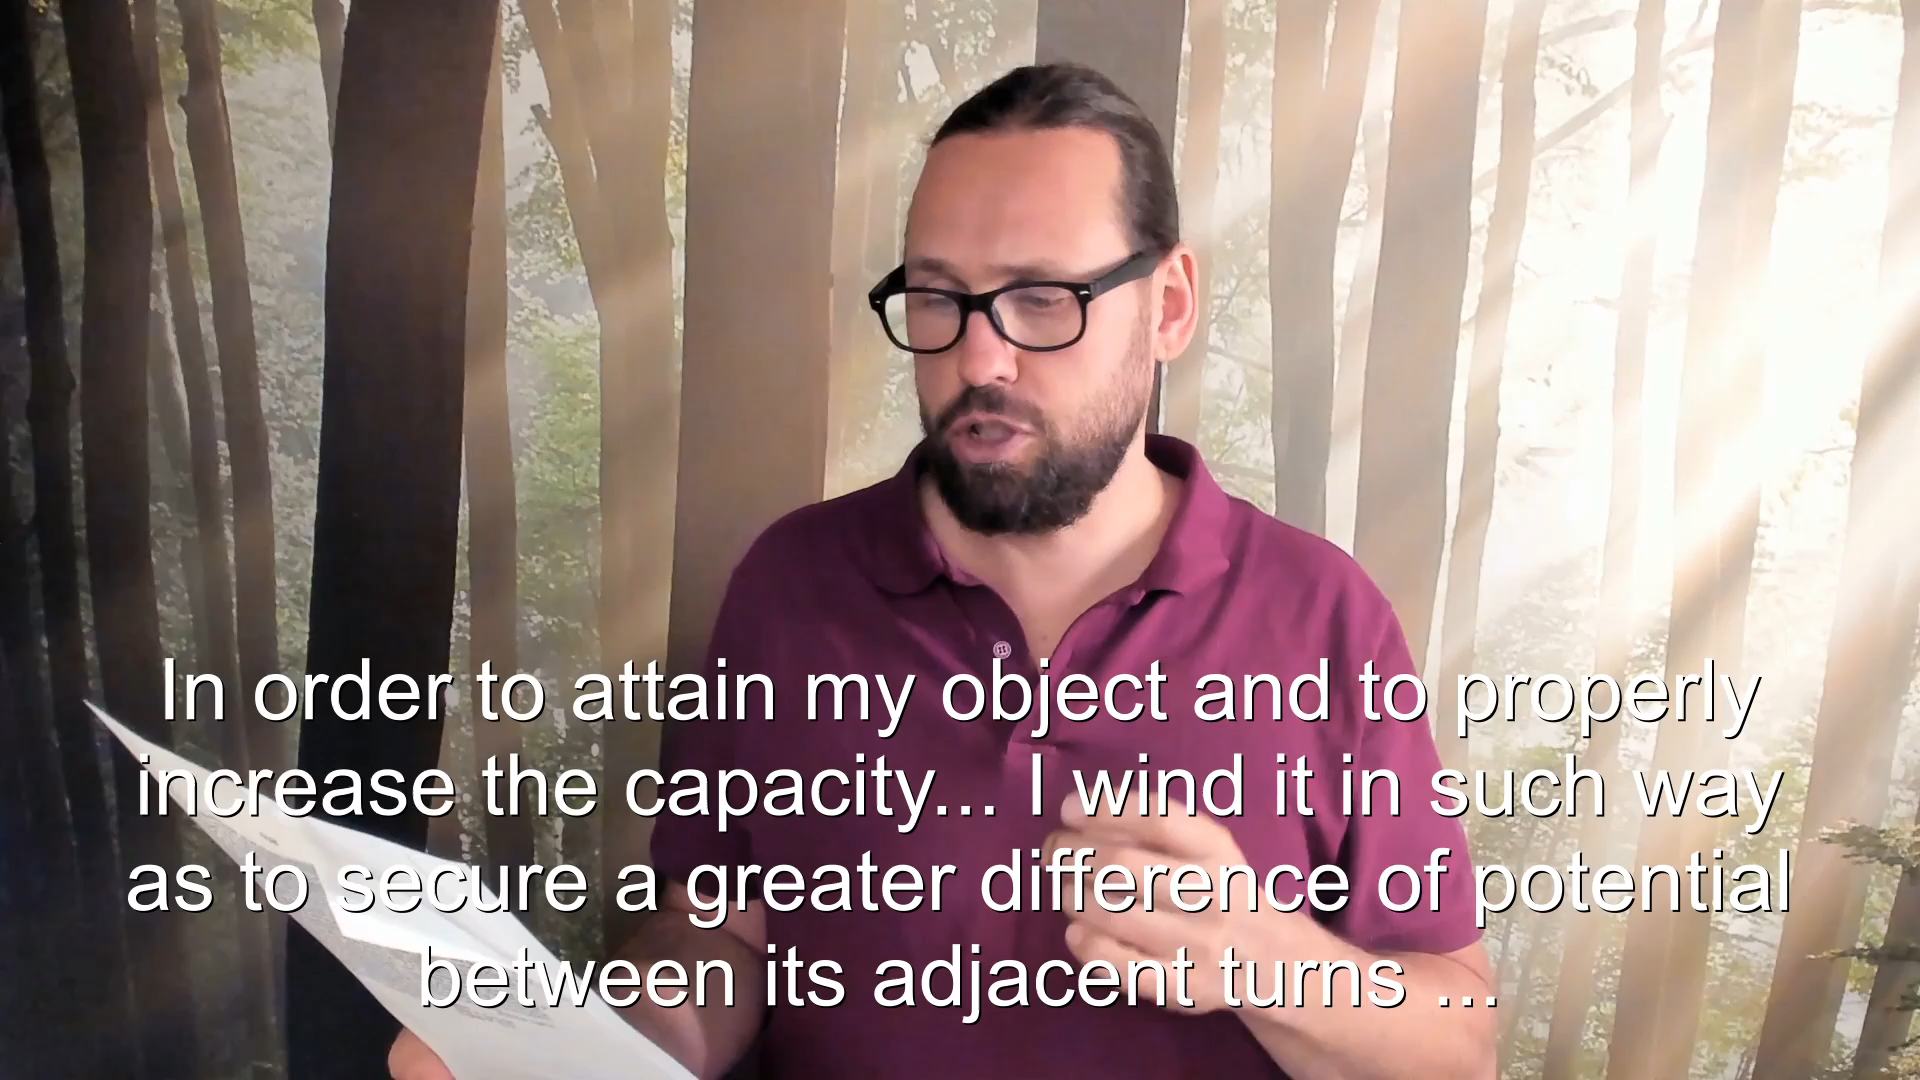 In order to attain my object and to properly
increase the capacity... I wind it in such way
as to secure a greater difference of potential
between its adjacent turns ...